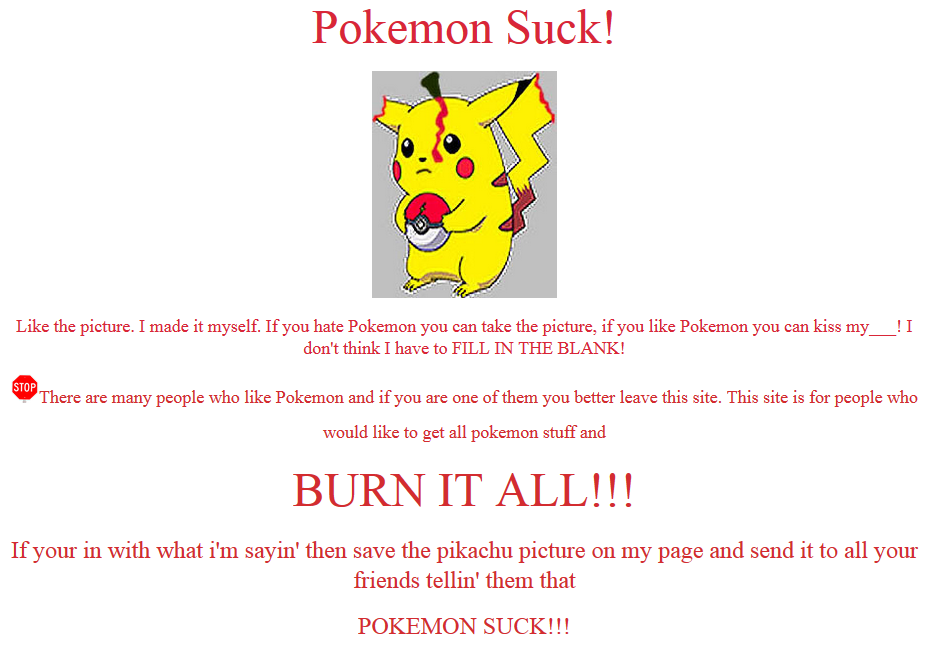 Pokemon Suck!
Like the picture. I made it myself. If you hate Pokemon you can take the picture, if you like Pokemon you can kiss my___! I
don't think I have to FILL IN THE BLANK!
STOP There are many people who like Pokemon and if you are one of them you better leave this site. This site is for people who
would like to get all pokemon stuff and
BURN IT ALL!!!
If your in with what i'm sayin' then save the pikachu picture on my page and send it to all your
friends tellin' them that
POKEMON SUCK!!!